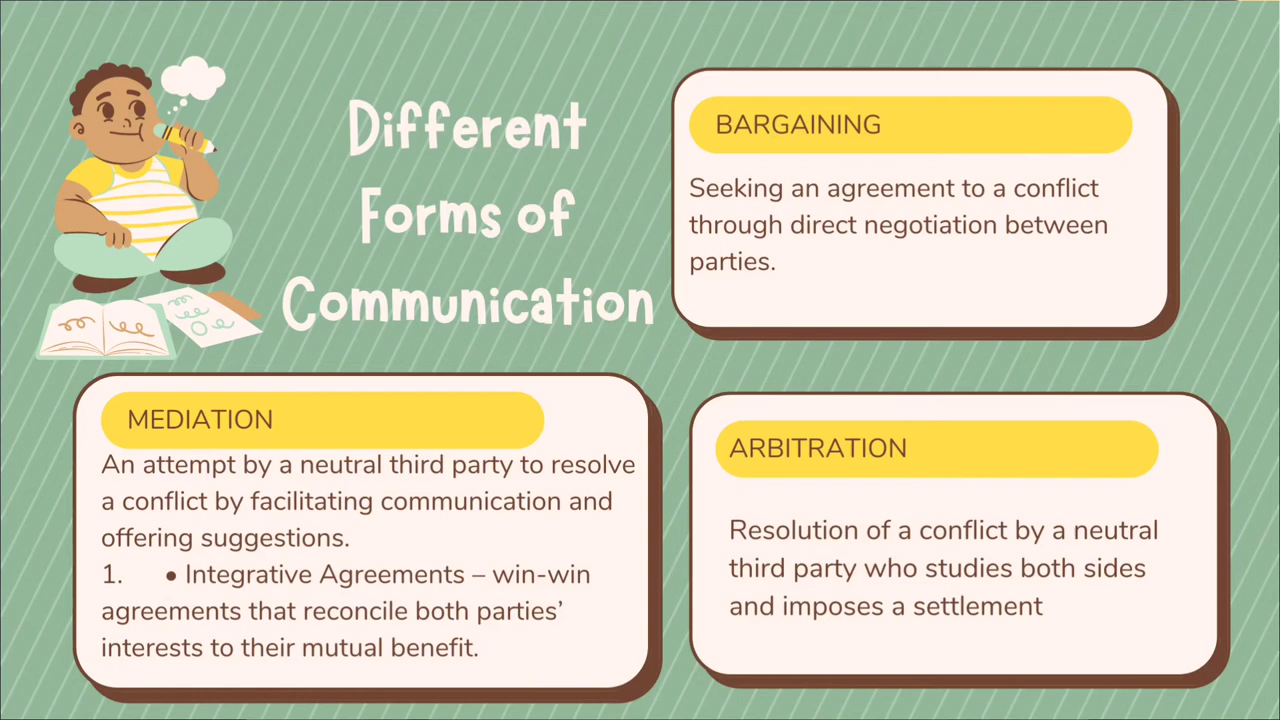 Different
Forms of
Communication
BARGAINING
Seeking an agreement to a conflict
through direct negotiation between
parties.
MEDIATION
An attempt by a neutral third party to resolve
a conflict by facilitating communication and
offering suggestions.
1. • Integrative Agreements – win-win
agreements that reconcile both parties’
interests to their mutual benefit.
ARBITRATION
Resolution of a conflict by a neutral
third party who studies both sides
and imposes a settlement